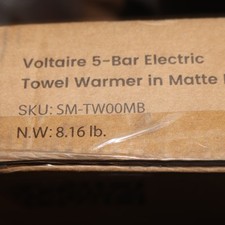 Voltaire 5-Bar Electric
Towel Warmer in Matte
SKU: SM-TW00MB
N.W: 8.16 lb.